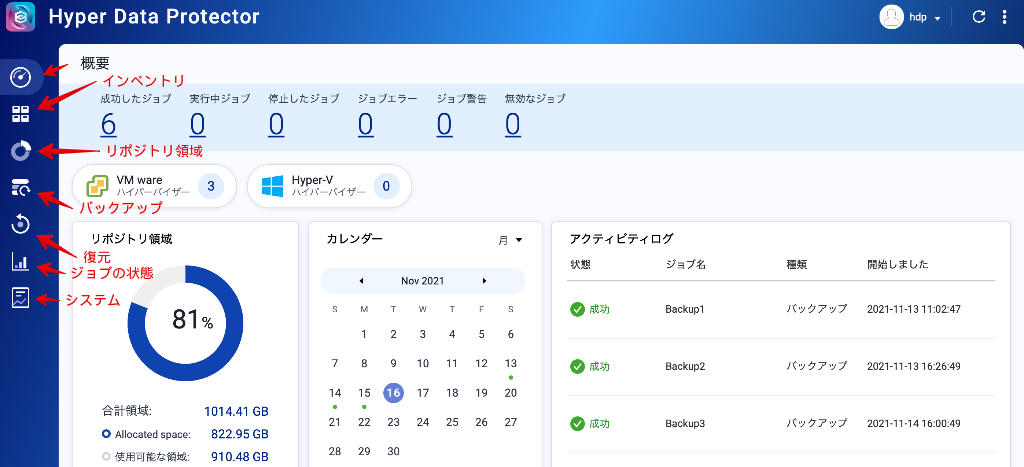 Hyper Data Protector
hdp
概要
インベントリ
成功したジョブ 実行中ジョブ 停止したジョブ ジョブエラー ジョブ警告 無効なジョブ
6 0 0 0 0 0
リポジトリ領域
VM ware
ハイパーバイザー
3
Hyper-V
ハイパーバイザー
0
バックアップ
復元
ジョブの状態
システム
リポジトリ領域
81%
合計領域: 1014.41 GB
Allocated space: 822.95 GB
使用可能な領域: 910.48 GB
カレンダー
月
Nov 2021
S M T W T F S
1 2 3 4 5 6
7 8 9 10 11 12 13
14 15 16 17 18 19 20
21 22 23 24 25 26 27
28 29 30
アクティビティログ
状態 ジョブ名 種類 開始しました
成功 Backup1 バックアップ 2021-11-13 11:02:47
成功 Backup2 バックアップ 2021-11-13 16:26:49
成功 Backup3 バックアップ 2021-11-14 16:00:49